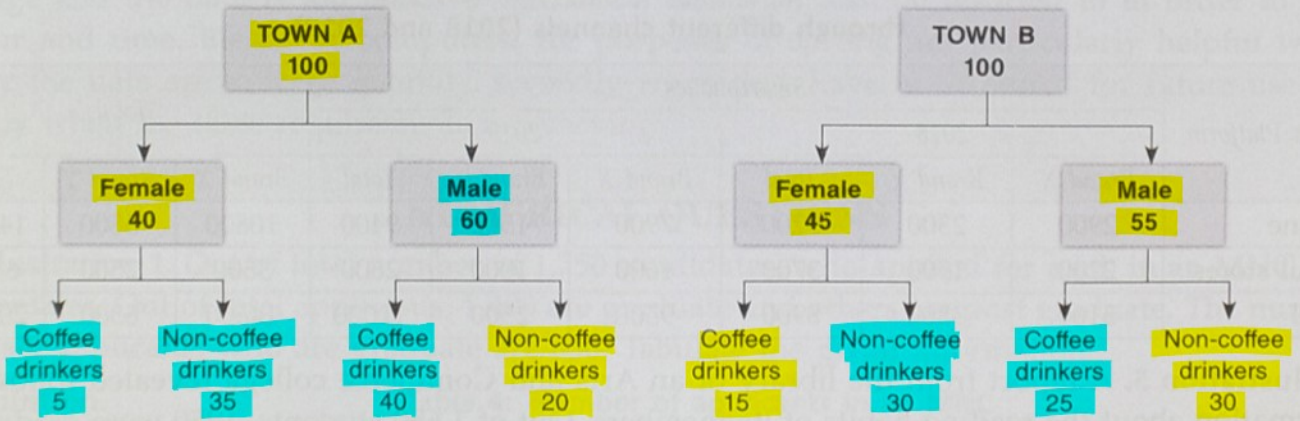 TOWN A
100
TOWN B
100
Female
40
Male
60
Female
45
Male
55
Coffee
drinkers
5
Non-coffee
drinkers
35
Coffee
drinkers
40
Non-coffee
drinkers
20
Coffee
drinkers
15
Non-coffee
drinkers
30
Coffee
drinkers
25
Non-coffee
drinkers
30